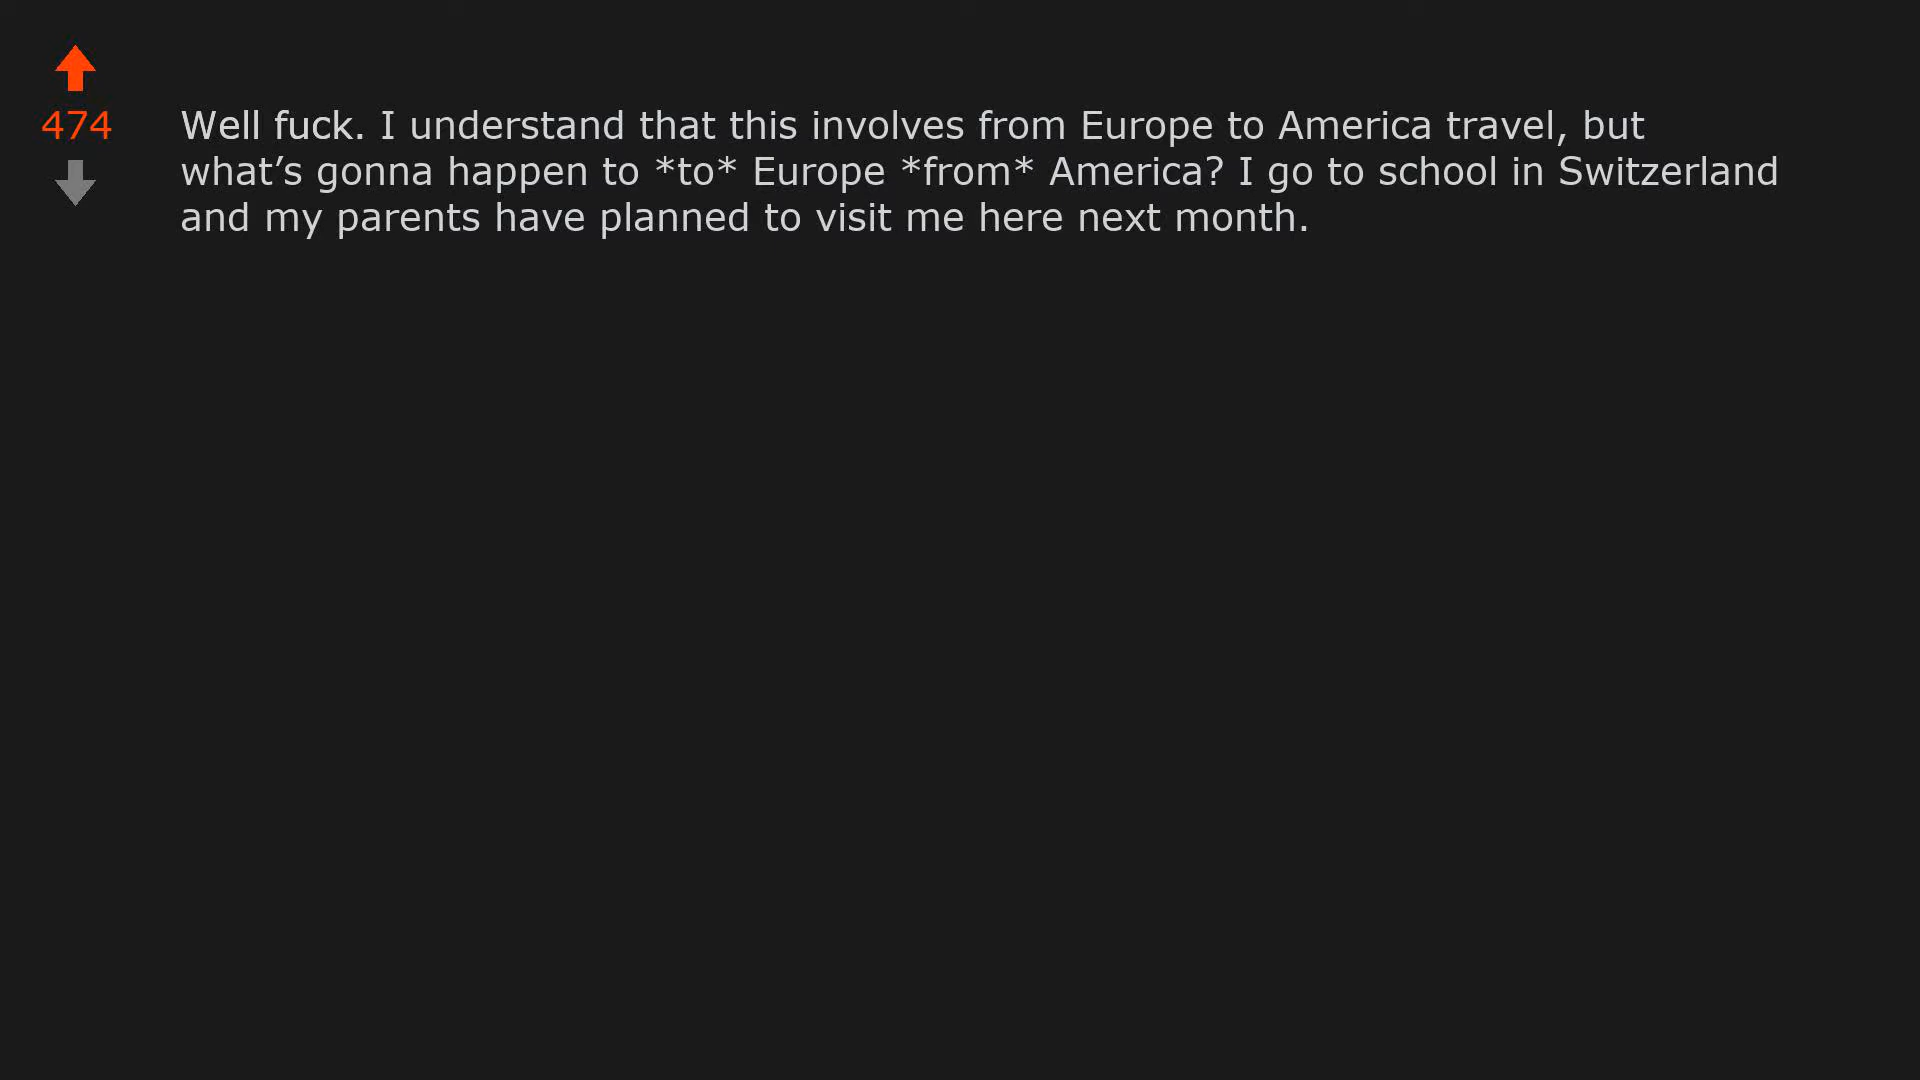 474
Well fuck. I understand that this involves from Europe to America travel, but
what’s gonna happen to *to* Europe *from* America? I go to school in Switzerland
and my parents have planned to visit me here next month.